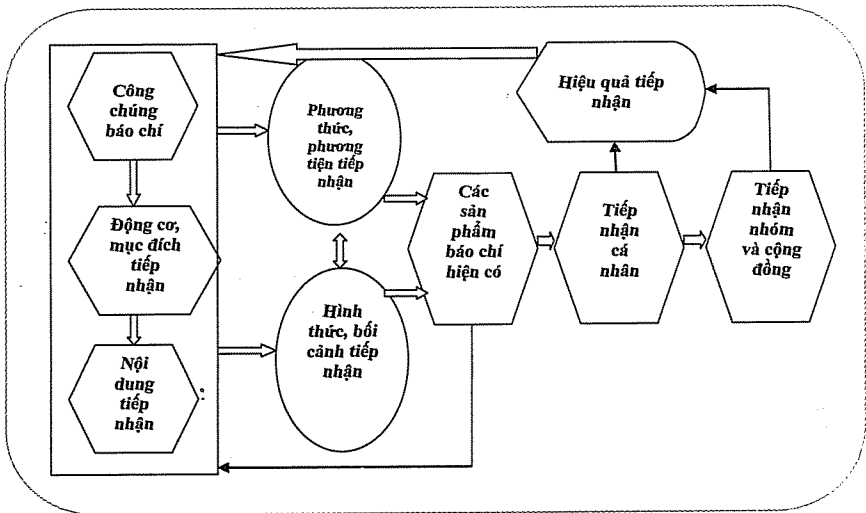 Công
chúng
báo chí
Động cơ,
mục đích
tiếp
nhận
Nội
dung
tiếp
nhận
Phương
thức,
phương
tiện tiếp
nhận
Hình
thức, bối
cảnh tiếp
nhận
Các
sản
phẩm
báo chí
hiện có
Hiệu quả tiếp
nhận
Tiếp
nhận
cá
nhân
Tiếp
nhận
nhóm
và cộng
đồng